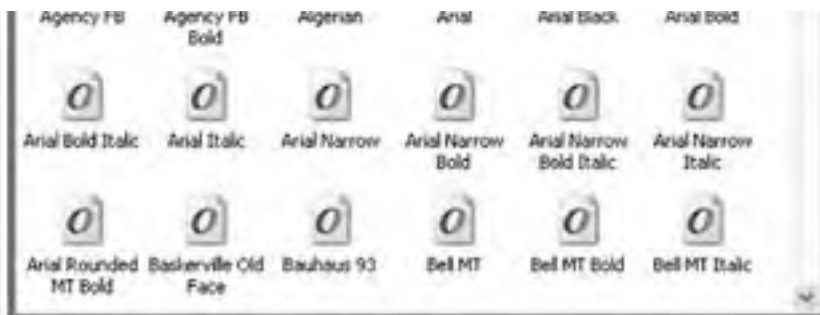 Agency FB Agency FB Algerian Arial Arial Black Arial Bold
Bold
O O O O O O
Arial Bold Italic Arial Italic Arial Narrow Arial Narrow Arial Narrow Arial Narrow
Bold Bold Italic Italic
O O O O O O
Arial Rounded Baskerville Old Bauhaus 93 Bell MT Bell MT Bold Bell MT Italic
MT Bold Face